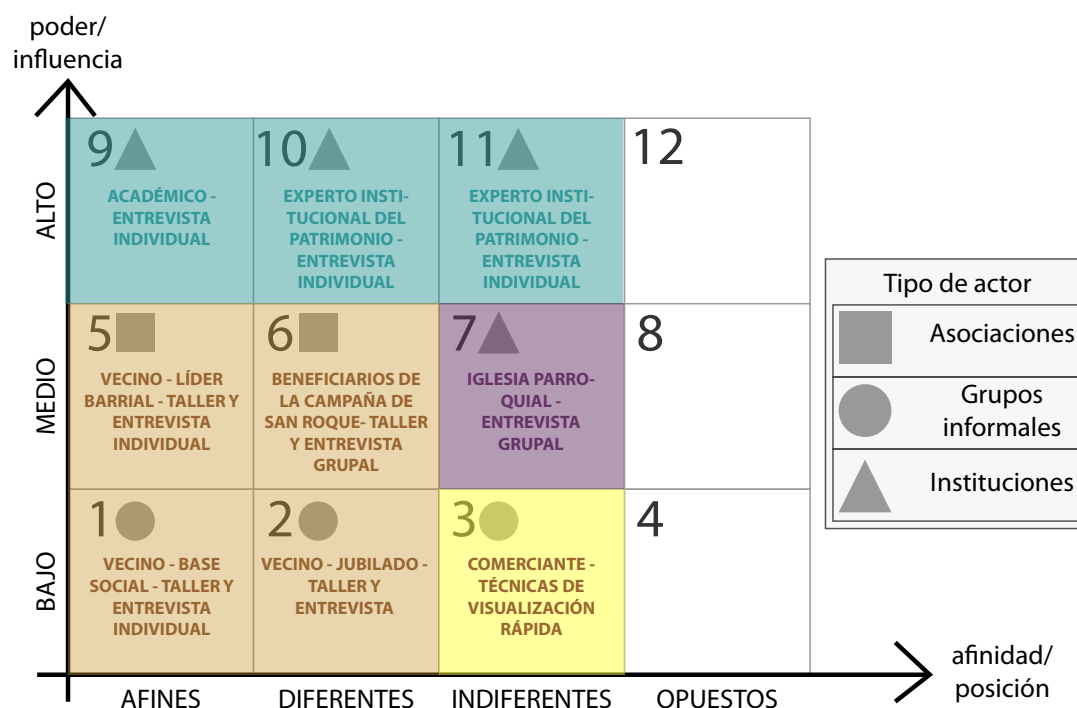 poder/
influencia
ALTO
9
ACADÉMICO -
ENTREVISTA
INDIVIDUAL
10
EXPERTO INSTI-
TUCIONAL DEL
PATRIMONIO -
ENTREVISTA
INDIVIDUAL
11
EXPERTO INSTI-
TUCIONAL DEL
PATRIMONIO -
ENTREVISTA
INDIVIDUAL
12
MEDIO
5
VECINO - LÍDER
BARRIAL - TALLER Y
ENTREVISTA
INDIVIDUAL
6
BENEFICIARIOS DE
LA CAMPAÑA DE
SAN ROQUE- TALLER
Y ENTREVISTA
GRUPAL
7
IGLESIA PARRO-
QUIAL -
ENTREVISTA
GRUPAL
8
BAJO
1
VECINO - BASE
SOCIAL - TALLER Y
ENTREVISTA
INDIVIDUAL
2
VECINO - JUBILADO -
TALLER Y
ENTREVISTA
3
COMERCIANTE -
TÉCNICAS DE
VISUALIZACIÓN
RÁPIDA
4
AFINES
DIFERENTES
INDIFERENTES
OPUESTOS
afinidad/
posición
Tipo de actor
Asociaciones
Grupos
informales
Instituciones